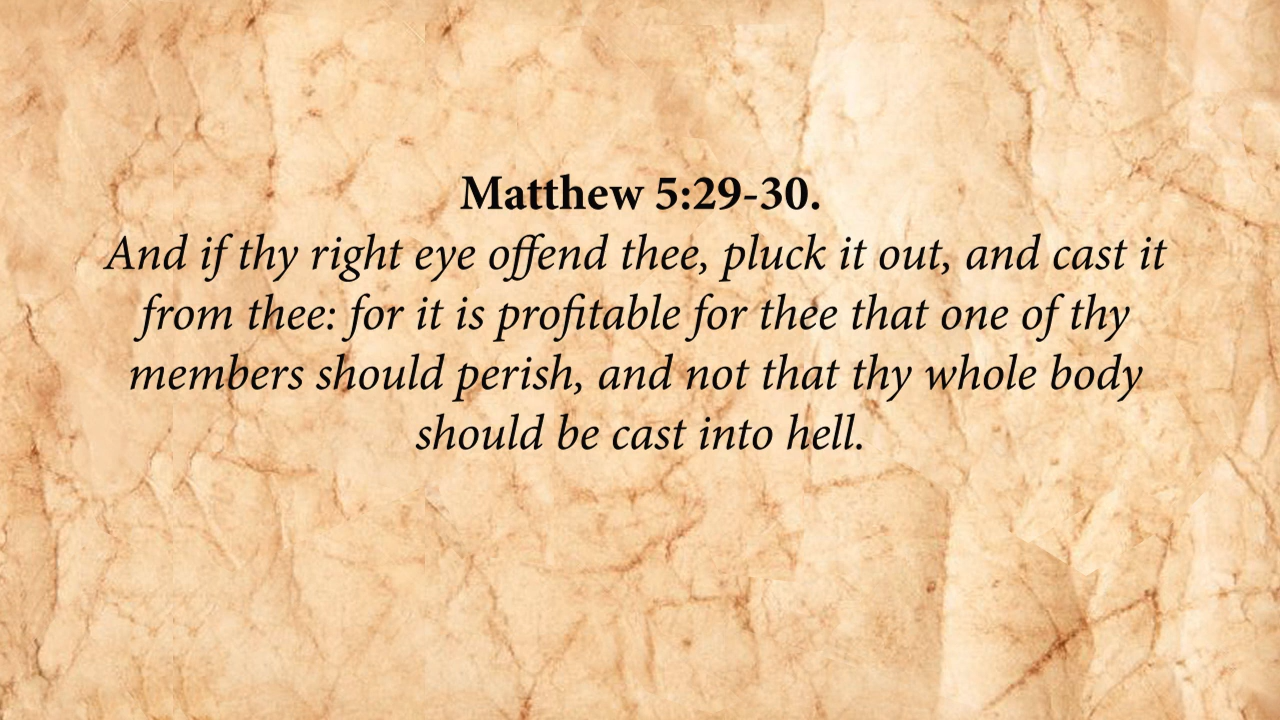 Matthew 5:29-30.
And if thy right eye offend thee, pluck it out, and cast it
from thee: for it is profitable for thee that one of thy
members should perish, and not that thy whole body
should be cast into hell.